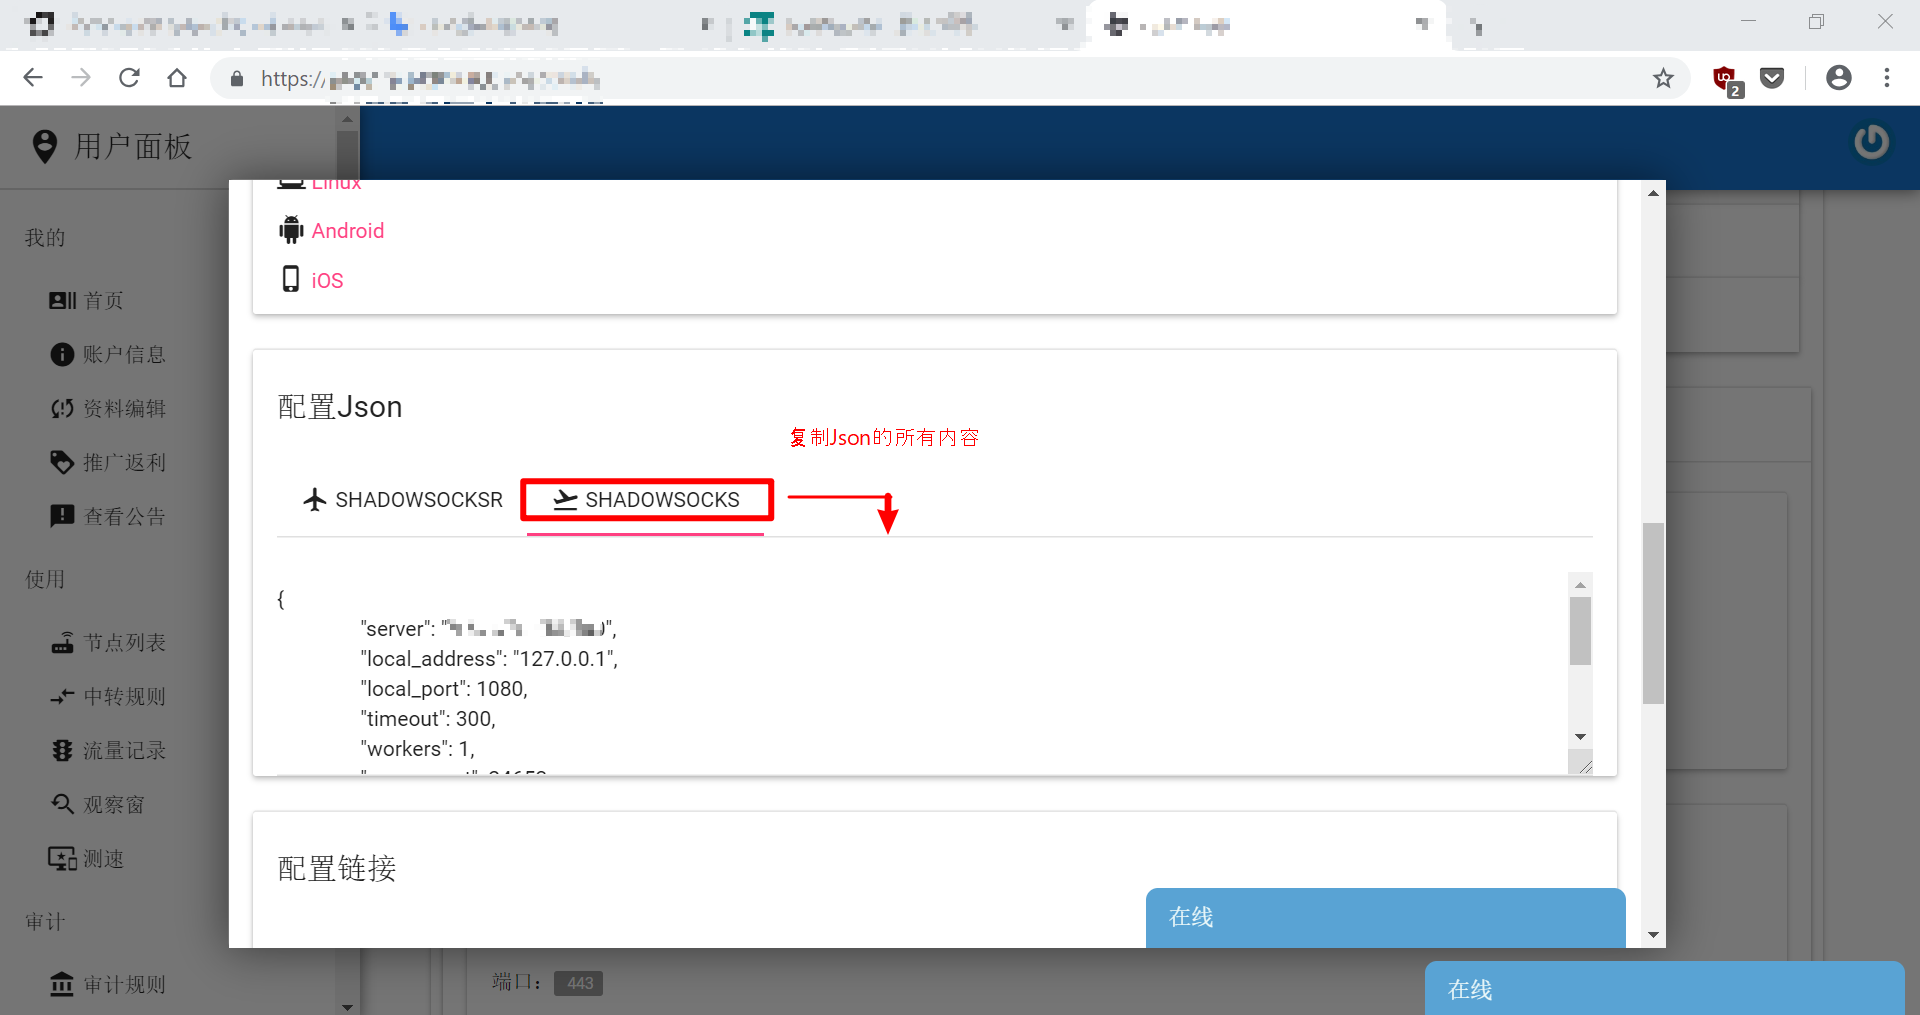 https://
2
用户面板
我的
首页
账户信息
资料编辑
推广返利
查看公告
使用
节点列表
中转规则
流量记录
观察窗
测速
审计
审计规则
Linux
Android
iOS
配置Json
复制Json的所有内容
SHADOWSOCKSR
SHADOWSOCKS
{
"server": "
",
"local_address": "127.0.0.1",
"local_port": 1080,
"timeout": 300,
"workers": 1,
配置链接
在线
端口：
443
在线